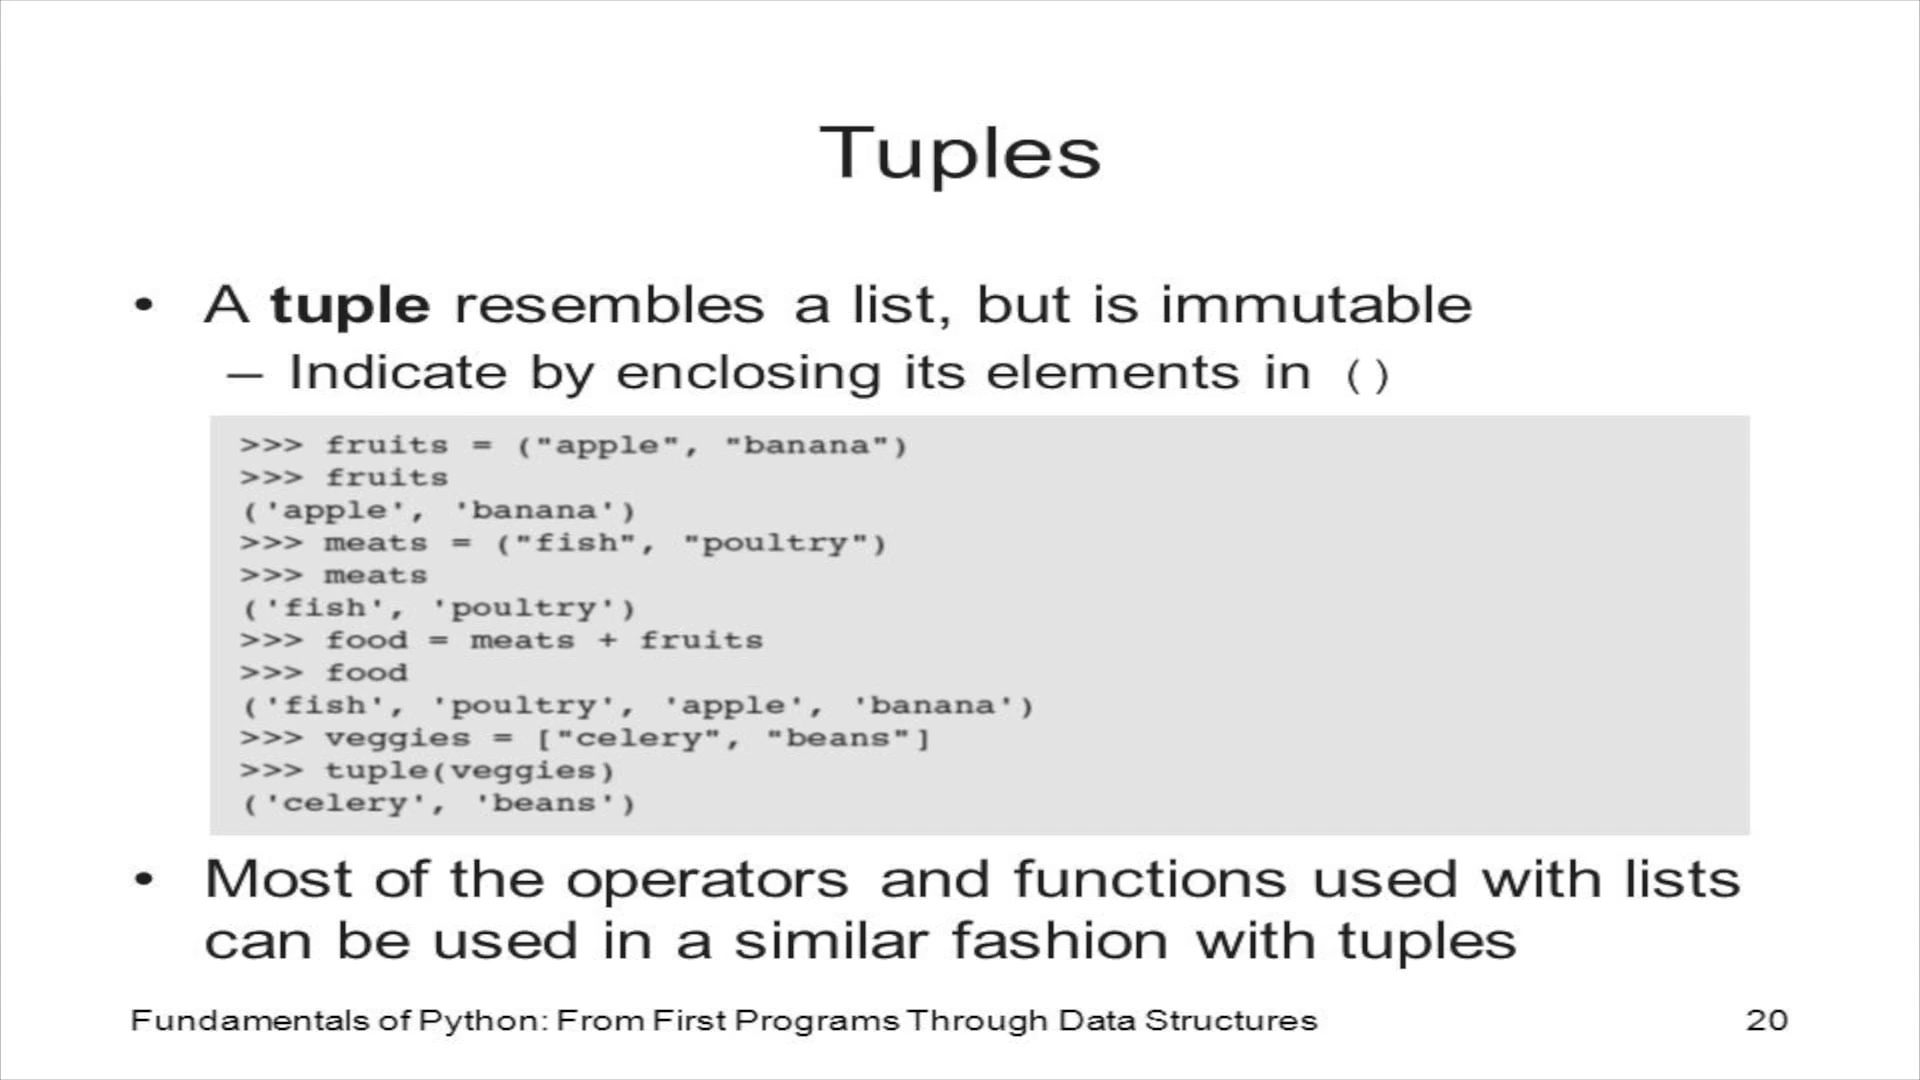 Tuples
• A tuple resembles a list, but is immutable
– Indicate by enclosing its elements in ()
>>> fruits = ("apple", "banana")
>>> fruits
('apple', 'banana')
>>> meats = ("fish", "poultry")
>>> meats
('fish', 'poultry')
>>> food = meats + fruits
>>> food
('fish', 'poultry', 'apple', 'banana')
>>> veggies = ["celery", "beans"]
>>> tuple(veggies)
('celery', 'beans')
• Most of the operators and functions used with lists
can be used in a similar fashion with tuples
Fundamentals of Python: From First Programs Through Data Structures 20